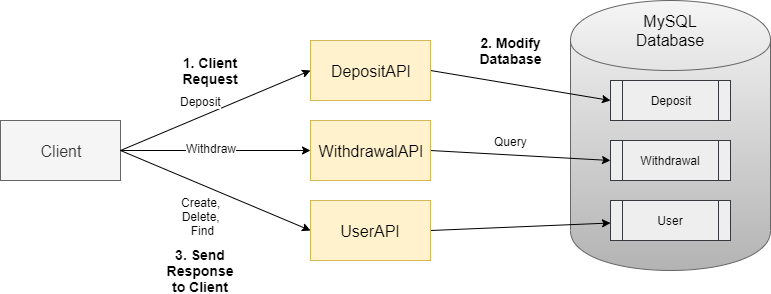 MySQL
Database
1. Client
Request
2. Modify
Database
DepositAPI
Deposit
Deposit
Client
Withdraw
WithdrawalAPI
Query
Withdrawal
Create,
Delete,
Find
UserAPI
User
3. Send
Response
to Client